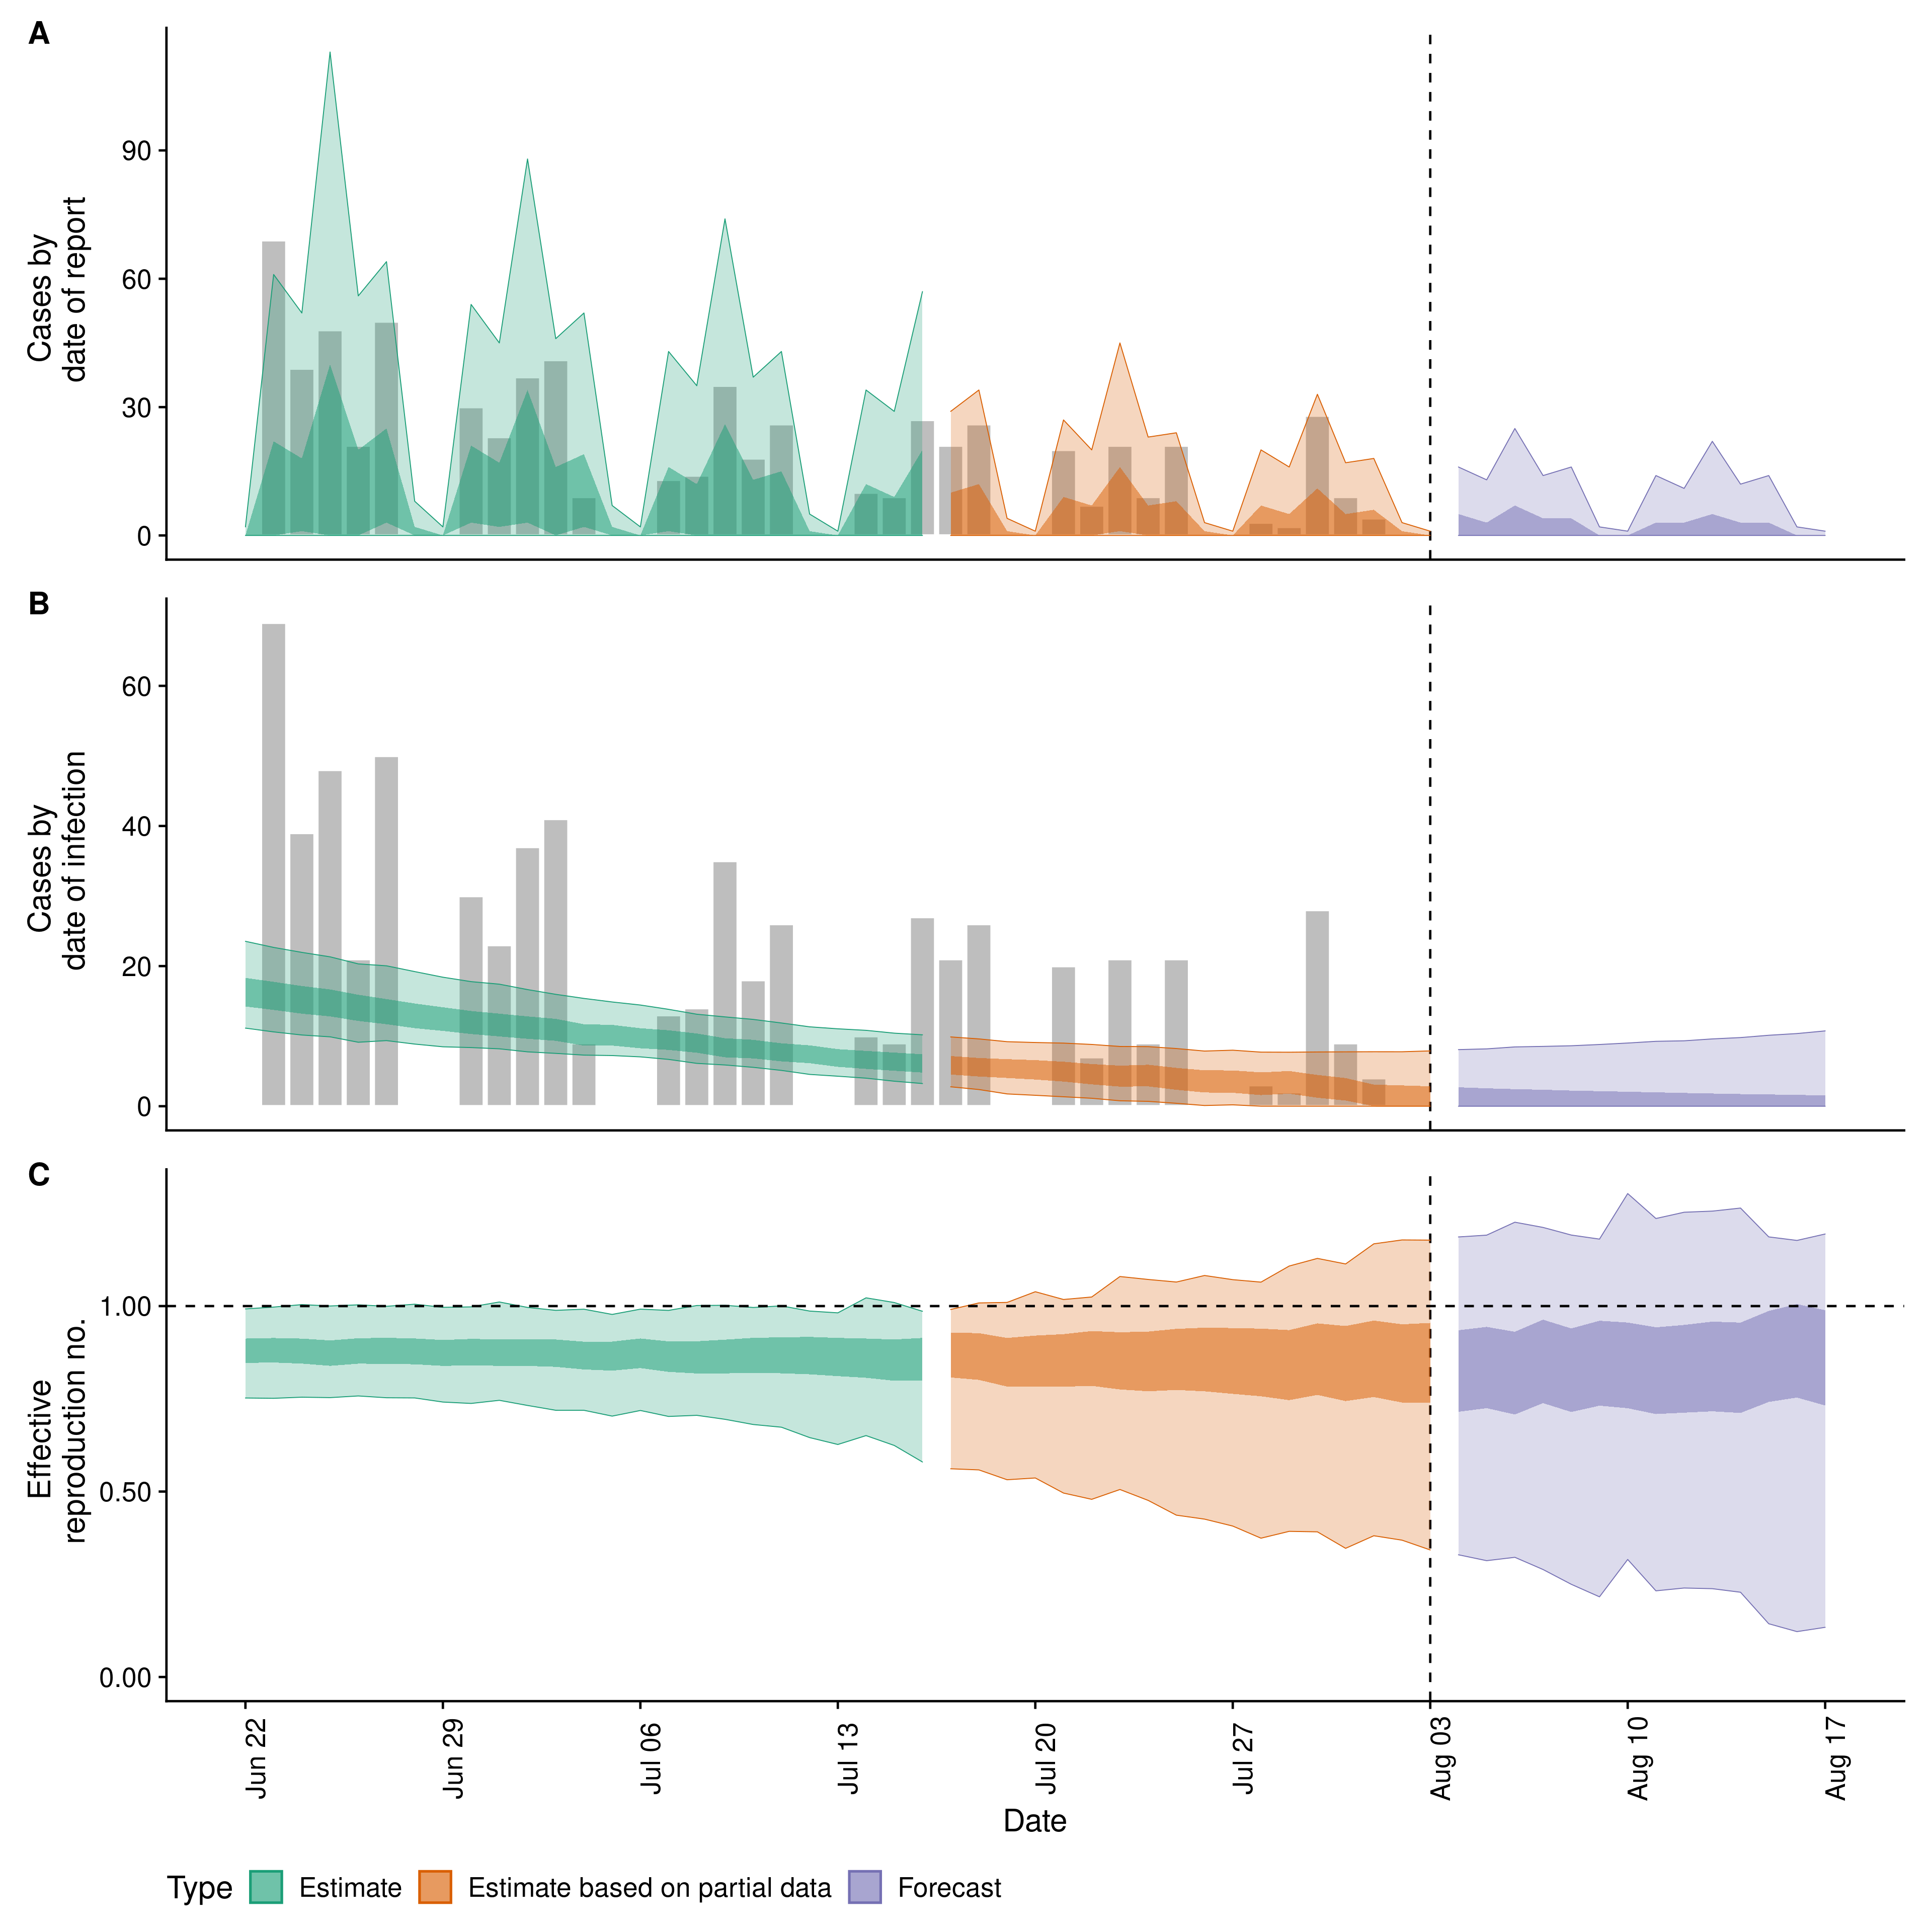 A
Cases by
date of report
90
60
30
0
B
Cases by
date of infection
60
40
20
0
C
Effective
reproduction no.
1.00
0.50
0.00
Jun 22
Jun 29
Jul 06
Jul 13
Jul 20
Jul 27
Aug 03
Aug 10
Aug 17
Date
Type Estimate Estimate based on partial data Forecast